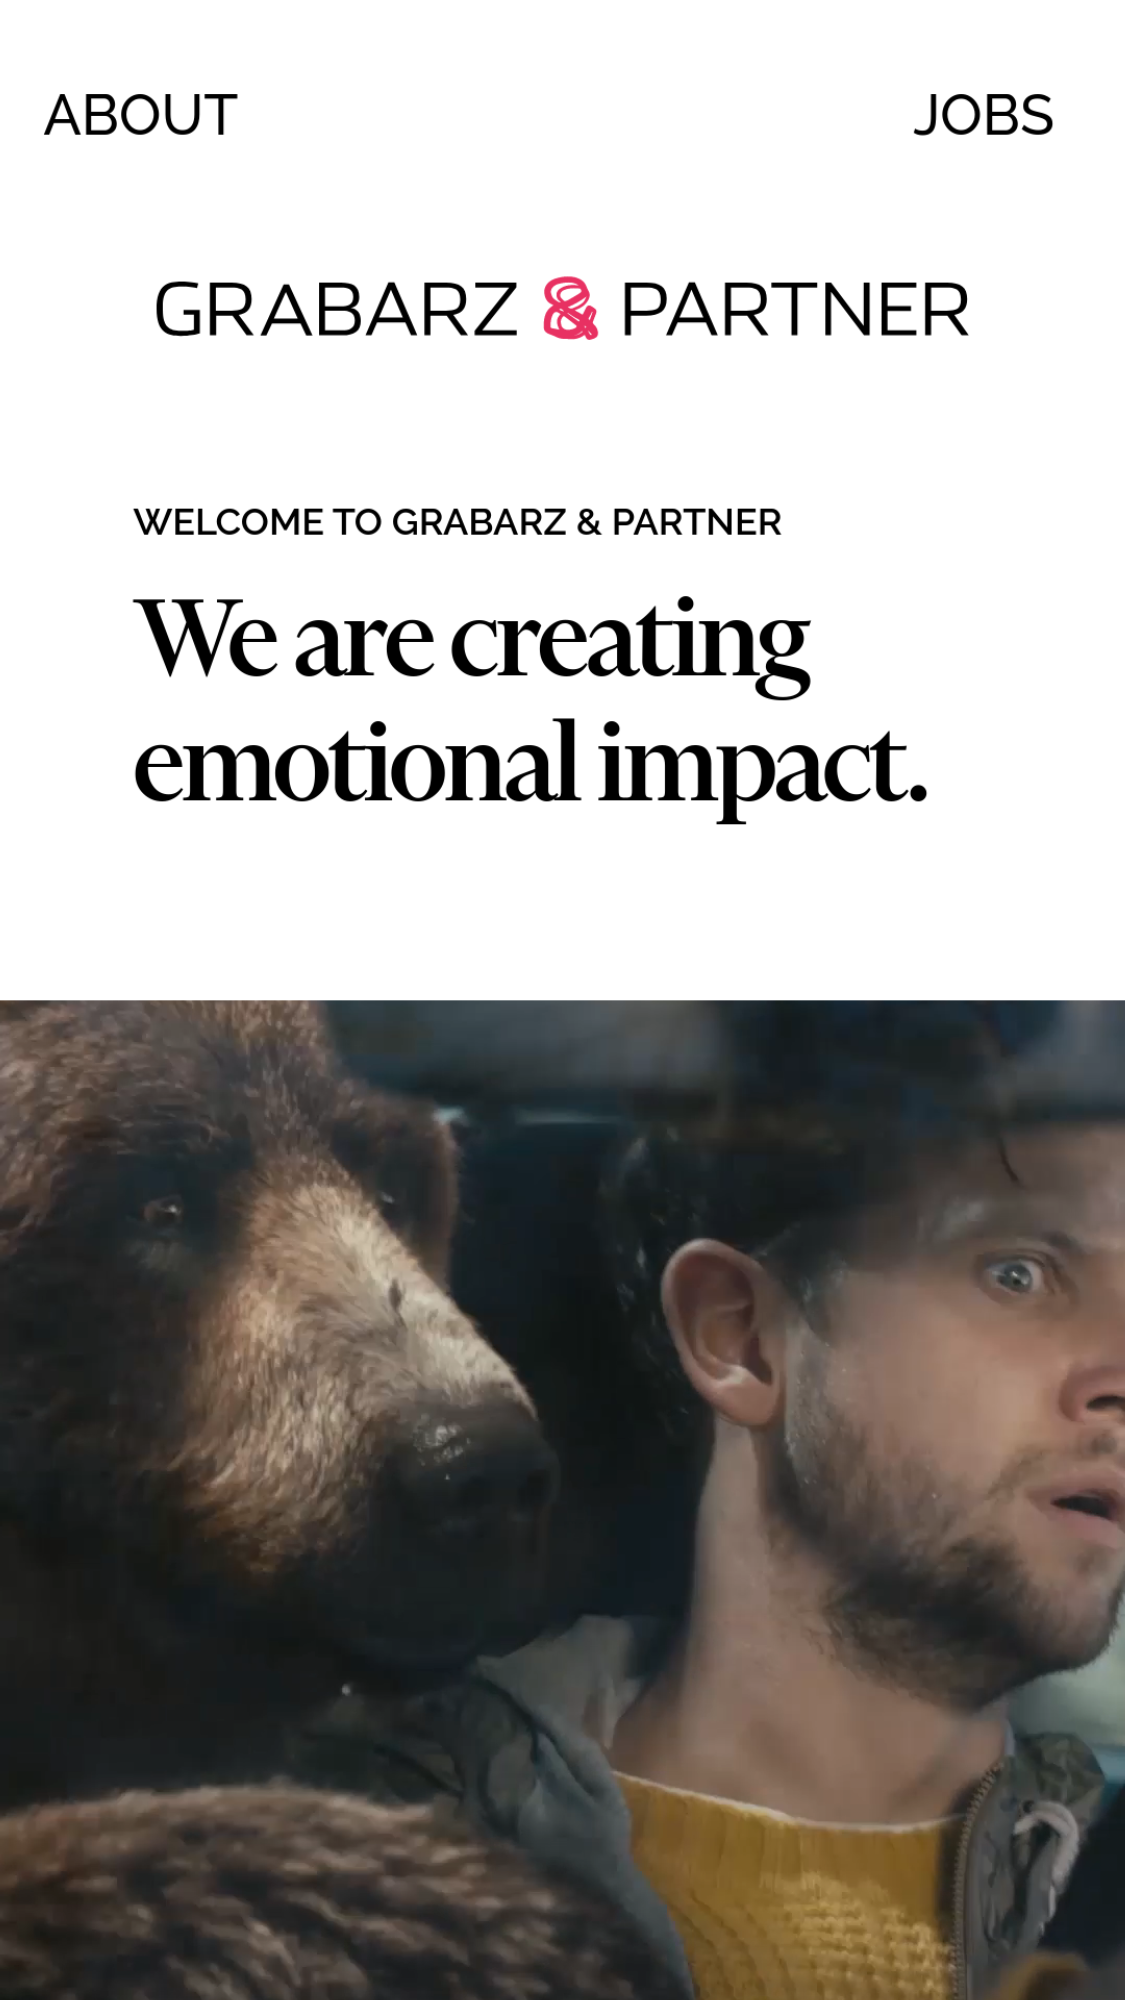 ABOUT
JOBS
GRABARZ & PARTNER
WELCOME TO GRABARZ & PARTNER
We are creating
emotional impact.